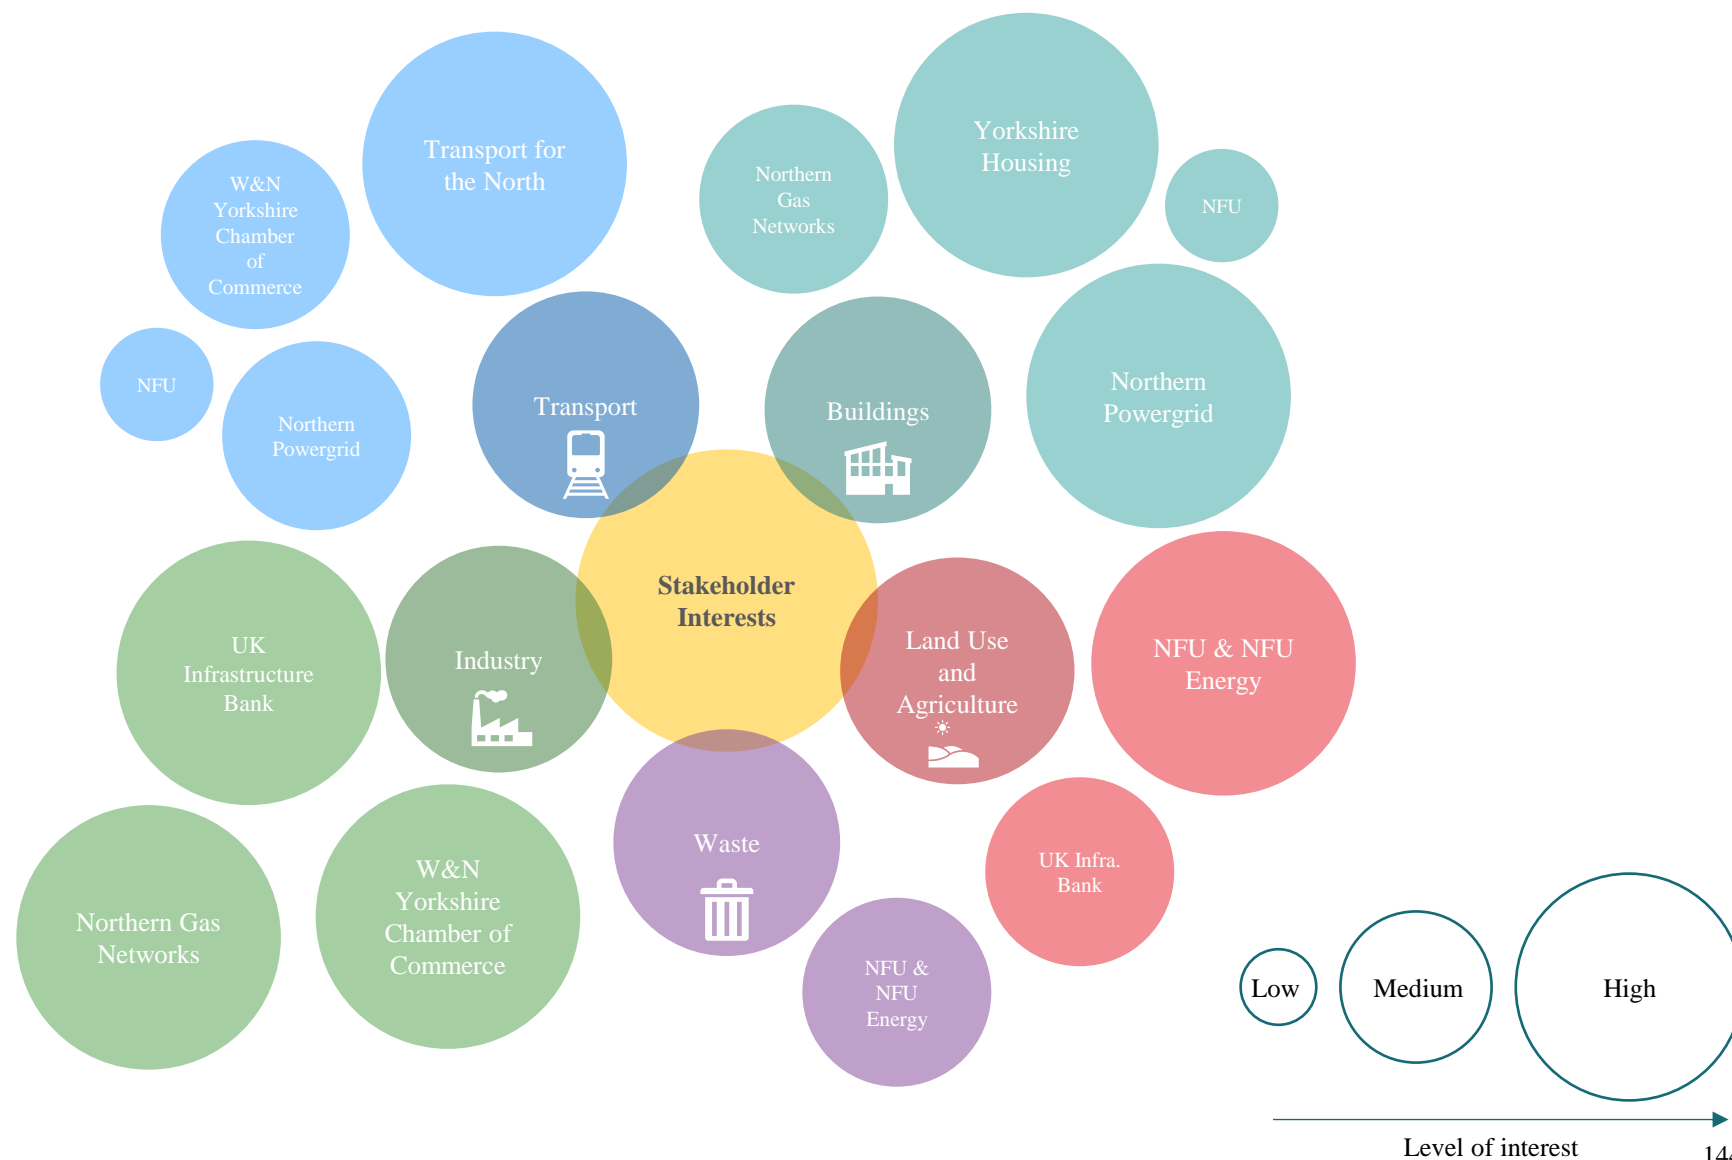 Transport for
the North
W&N
Yorkshire
Chamber
of
Commerce
NFU
Northern
Powergrid
Transport
Northern
Gas
Networks
Yorkshire
Housing
NFU
Northern
Powergrid
Buildings
Stakeholder
Interests
UK
Infrastructure
Bank
Industry
Northern Gas
Networks
W&N
Yorkshire
Chamber of
Commerce
Land Use
and
Agriculture
NFU & NFU
Energy
UK Infra.
Bank
Waste
NFU &
NFU
Energy
Low
Medium
High
Level of interest